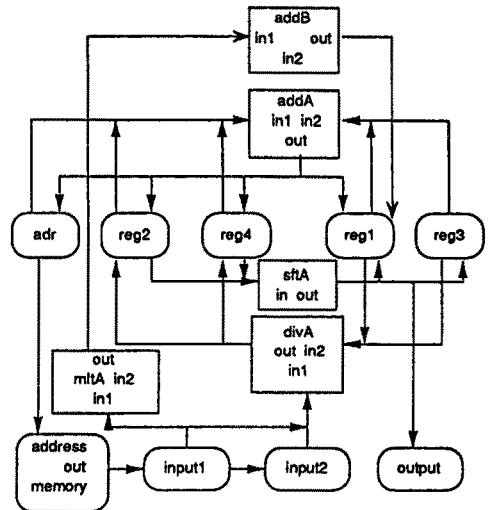 addB
in1 out
in2
addA
in1 in2
out
adr
reg2
reg4
reg1
reg3
sftA
in out
divA
out in2
in1
out
mltA in2
in1
address
out
memory
input1
input2
output